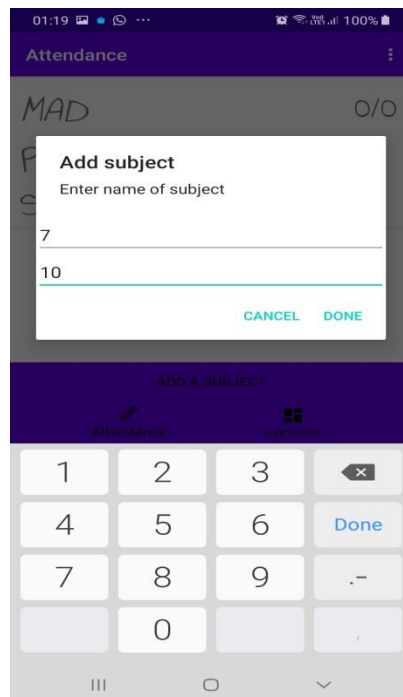 01:19 ... 100%
Attendance
MAD 0/0
P
S
Add subject
Enter name of subject
7
10
CANCEL DONE
ADD A SUBJECT
Attendance Calculator
1 2 3
4 5 6 Done
7 8 9 .-
0 ,